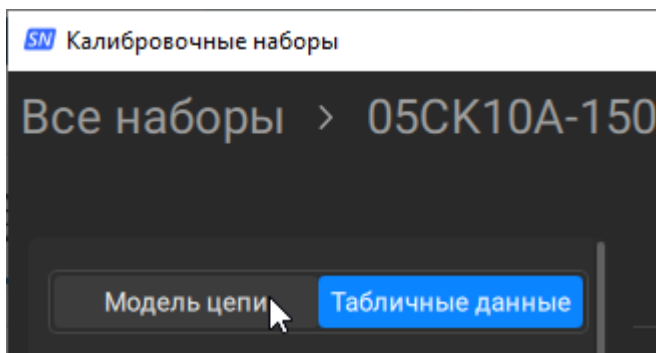 SN Калибровочные наборы
Все наборы > 05CK10A-150
Модель цепи Табличные данные